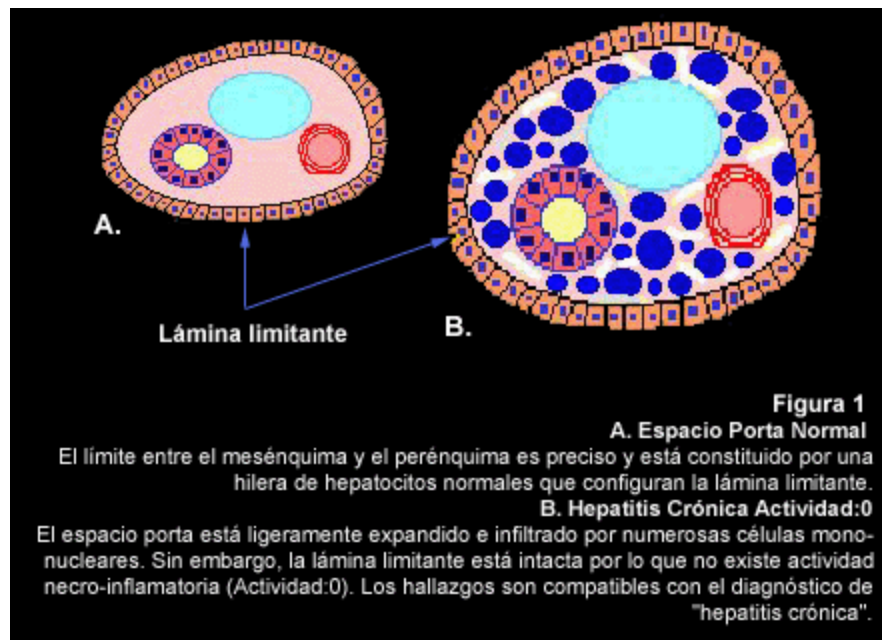 A.
Lámina limitante
B.
Figura 1
A. Espacio Porta Normal
El límite entre el mesénquima y el perénquima es preciso y está constituido por una
hilera de hepatocitos normales que configuran la lámina limitante.
B. Hepatitis Crónica Actividad:0
El espacio porta está ligeramente expandido e infiltrado por numerosas células mono-
nucleares. Sin embargo, la lámina limitante está intacta por lo que no existe actividad
necro-inflamatoria (Actividad:0). Los hallazgos son compatibles con el diagnóstico de
"hepatitis crónica".